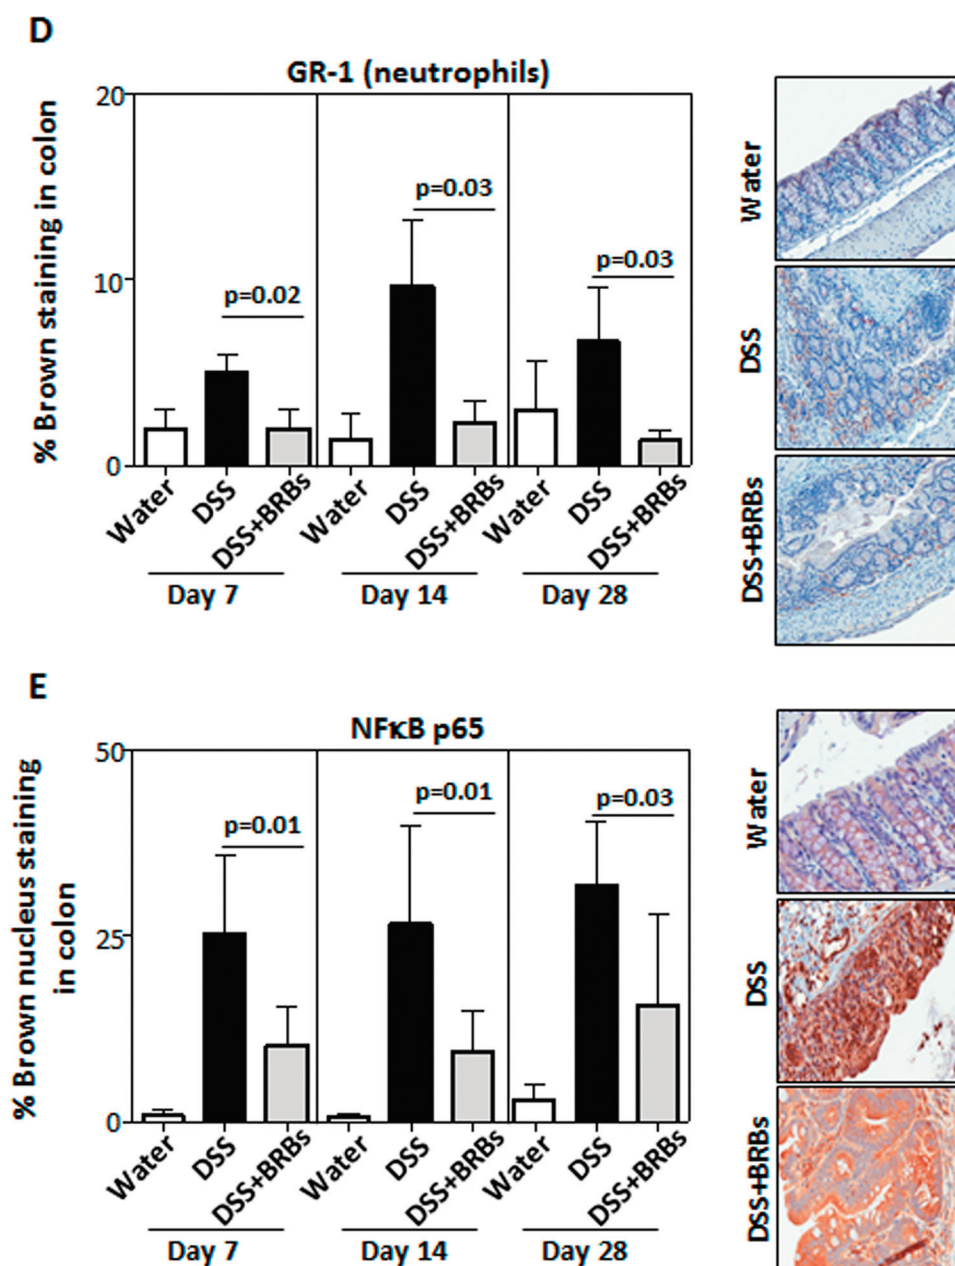 D
GR-1 (neutrophils)
% Brown staining in colon
20
10
0
p=0.02
p=0.03
p=0.03
Water
DSS
DSS+BRBs
Water
DSS
DSS+BRBs
Water
DSS
DSS+BRBs
Day 7
Day 14
Day 28
Water
DSS
DSS+BRBs
E
NFκB p65
% Brown nucleus staining
in colon
50
25
0
p=0.01
p=0.01
p=0.03
Water
DSS
DSS+BRBs
Water
DSS
DSS+BRBs
Water
DSS
DSS+BRBs
Day 7
Day 14
Day 28
Water
DSS
DSS+BRBs